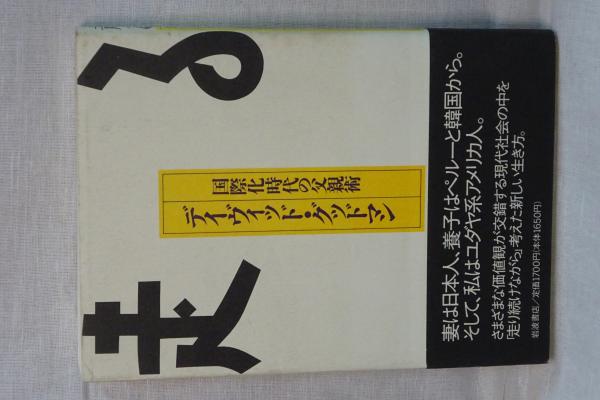 走る
国際化時代の父親術
デイヴィッド・グッドマン
妻は日本人、養子はペルーと韓国から。
そして、私はユダヤ系アメリカ人。
さまざまな価値観が交錯する現代社会の中を
「走り続けながら」考えた新しい生き方。
岩波書店/定価1700円(本体1650円)